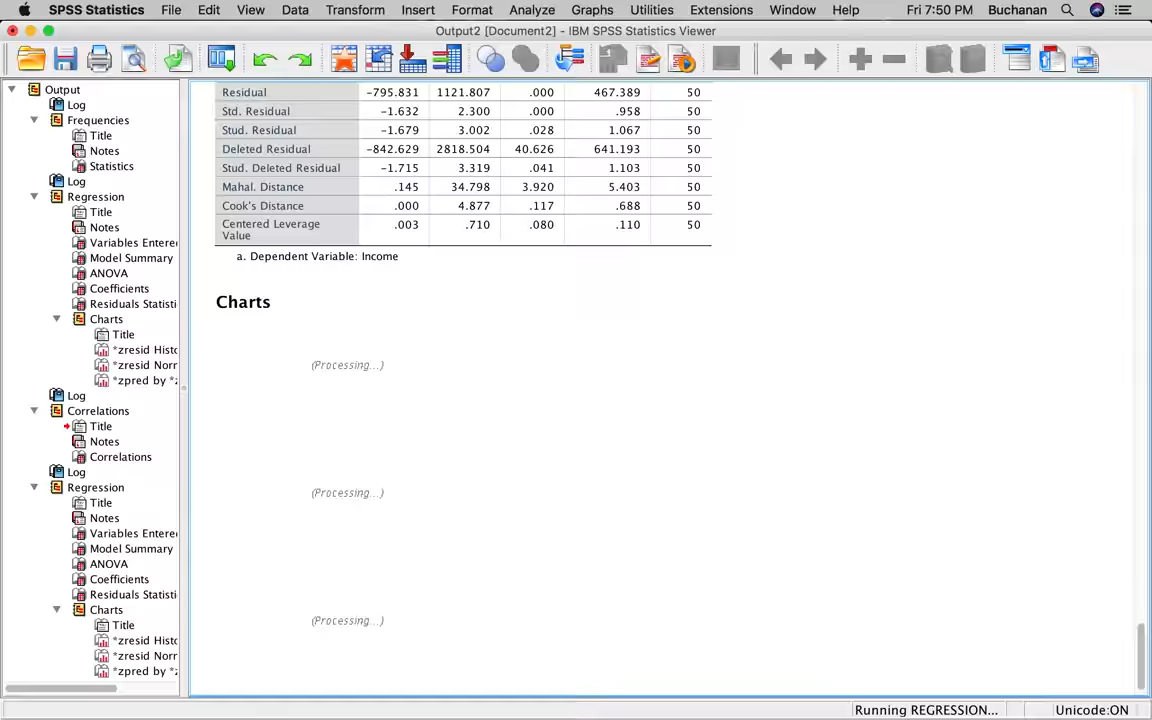 SPSS Statistics File Edit View Data Transform Insert Format Analyze Graphs Utilities Extensions Window Help Fri 7:50 PM Buchanan
Output2 [Document2] - IBM SPSS Statistics Viewer
Output
Log
Frequencies
Title
Notes
Statistics
Log
Regression
Title
Notes
Variables Entere
Model Summary
ANOVA
Coefficients
Residuals Statisti
Charts
Title
*zresid Histo
*zresid Norr
*zpred by *z
Log
Correlations
Title
Notes
Correlations
Log
Regression
Title
Notes
Variables Entere
Model Summary
ANOVA
Coefficients
Residuals Statisti
Charts
Title
*zresid Histo
*zresid Norr
*zpred by *z
Residual -795.831 1121.807 .000 467.389 50
Std. Residual -1.632 2.300 .000 .958 50
Stud. Residual -1.679 3.002 .028 1.067 50
Deleted Residual -842.629 2818.504 40.626 641.193 50
Stud. Deleted Residual -1.715 3.319 .041 1.103 50
Mahal. Distance .145 34.798 3.920 5.403 50
Cook's Distance .000 4.877 .117 .688 50
Centered Leverage .003 .710 .080 .110 50
Value
a. Dependent Variable: Income
Charts
(Processing...)
(Processing...)
(Processing...)
Running REGRESSION... Unicode:ON